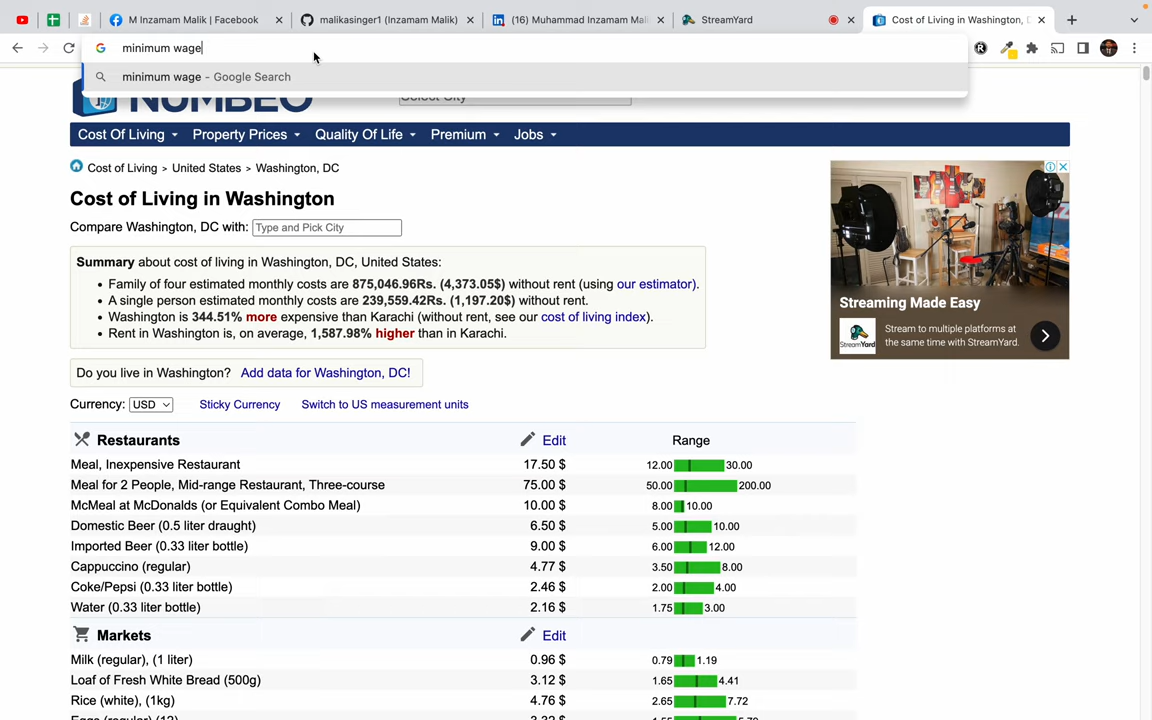 M Inzamam Malik | Facebook
malikasinger1 (Inzamam Malik)
(16) Muhammad Inzamam Malik
StreamYard
Cost of Living in Washington, D
minimum wage
minimum wage - Google Search
NUMBEO
Select City
Cost Of Living
Property Prices
Quality Of Life
Premium
Jobs
Cost of Living > United States > Washington, DC
Cost of Living in Washington
Compare Washington, DC with: Type and Pick City
Summary about cost of living in Washington, DC, United States:
• Family of four estimated monthly costs are 875,046.96Rs. (4,373.05$) without rent (using our estimator).
• A single person estimated monthly costs are 239,559.42Rs. (1,197.20$) without rent.
• Washington is 344.51% more expensive than Karachi (without rent, see our cost of living index).
• Rent in Washington is, on average, 1,587.98% higher than in Karachi.
Streaming Made Easy
StreamYard
Stream to multiple platforms at
the same time with StreamYard.
Do you live in Washington? Add data for Washington, DC!
Currency: USD Sticky Currency Switch to US measurement units
Restaurants Edit Range
Meal, Inexpensive Restaurant 17.50 $ 12.00 30.00
Meal for 2 People, Mid-range Restaurant, Three-course 75.00 $ 50.00 200.00
McMeal at McDonalds (or Equivalent Combo Meal) 10.00 $ 8.00 10.00
Domestic Beer (0.5 liter draught) 6.50 $ 5.00 10.00
Imported Beer (0.33 liter bottle) 9.00 $ 6.00 12.00
Cappuccino (regular) 4.77 $ 3.50 8.00
Coke/Pepsi (0.33 liter bottle) 2.46 $ 2.00 4.00
Water (0.33 liter bottle) 2.16 $ 1.75 3.00
Markets Edit
Milk (regular), (1 liter) 0.96 $ 0.79 1.19
Loaf of Fresh White Bread (500g) 3.12 $ 1.65 4.41
Rice (white), (1kg) 4.76 $ 2.65 7.72